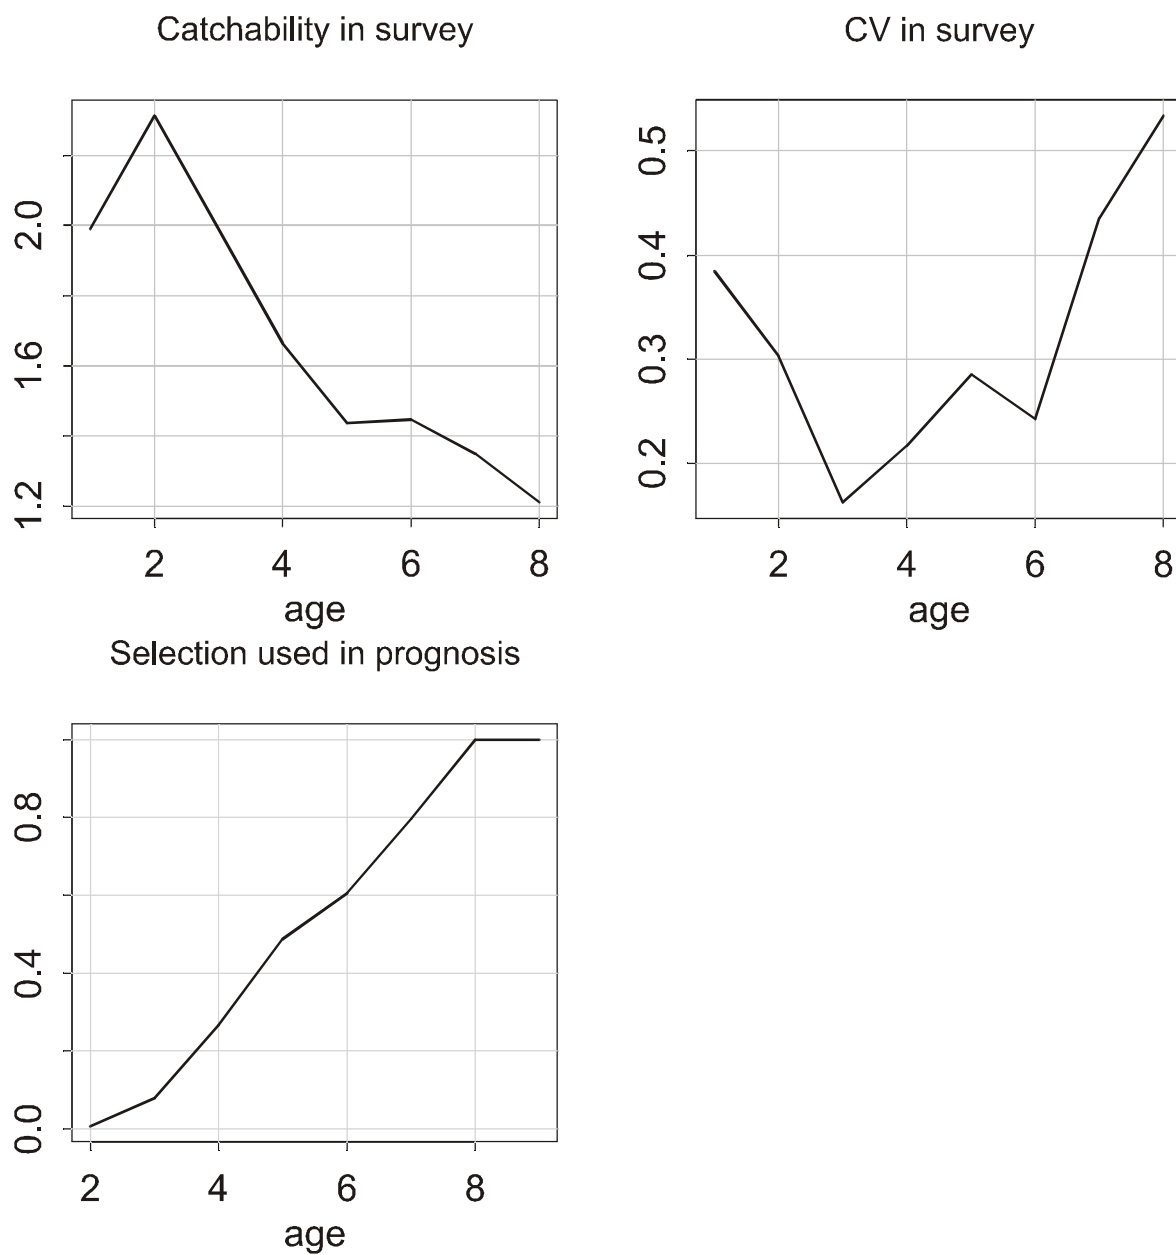 Catchability in survey
2.0
1.6
1.2
2 4 6 8
age
CV in survey
0.5
0.4
0.3
0.2
2 4 6 8
age
Selection used in prognosis
0.8
0.4
0.0
2 4 6 8
age